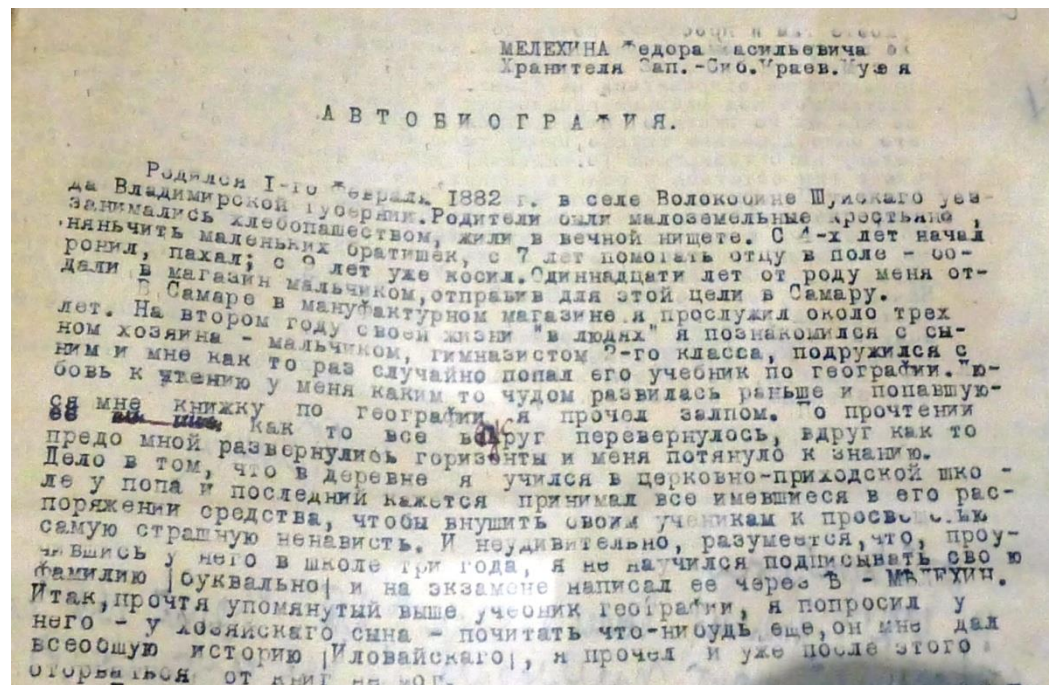 МЕЛЕХИНА Федора Васильевича
Хранителя Зап.-Сиб.Краев.Музея
АВТОБИОГРАФИЯ.
Родился I-го Февраля 1882 г. в селе Волокобине Шуйскаго уез-
да Владимирской губернии.Родители были малоземельные крестьяне,
занимались хлебопашеством, жили в вечной нищете. С 4-х лет начал
няньчить маленьких братишек, с 7 лет помогать отцу в поле - бо-
ронил, пахал; с 9 лет уже косил.Одиннадцати лет от роду меня от-
дали в магазин мальчиком,отправив для этой цели в Самару.
В Самаре в мануфактурном магазине я прослужил около трех
лет. На втором году своей жизни "в людях" я познакомился с сы-
ном хозяина - мальчиком, гимназистом 2-го класса, подружился с
ним и мне как то раз случайно попал его учебник по географии.Лю-
бовь к чтению у меня каким то чудом развилась раньше и попавшую-
ся мне книжку по географии я прочел залпом. По прочтении
ее как то все вокруг перевернулось, вдруг как то
предо мной развернулись горизонты и меня потянуло к знанию.
Дело в том, что в деревне я учился в церковно-приходской шко -
ле у попа и последний кажется принимал все имевшиеся в его рас-
поряжении средства, чтобы внушить своим ученикам к просвещению
самую страшную ненависть. И неудивительно, разумеется,что, проу-
чившись у него в школе три года, я не научился подписывать свою
фамилию |буквально| и на экзамене написал ее через Ѣ - МѢЛЕХИН.
Итак,прочтя упомянутый выше учебник географии, я попросил у
него - у хозяйскаго сына - почитать что-нибудь еще,он мне дал
всеобщую историю |Иловайскаго|, я прочел и уже после этого
оторваться от книг не мог.